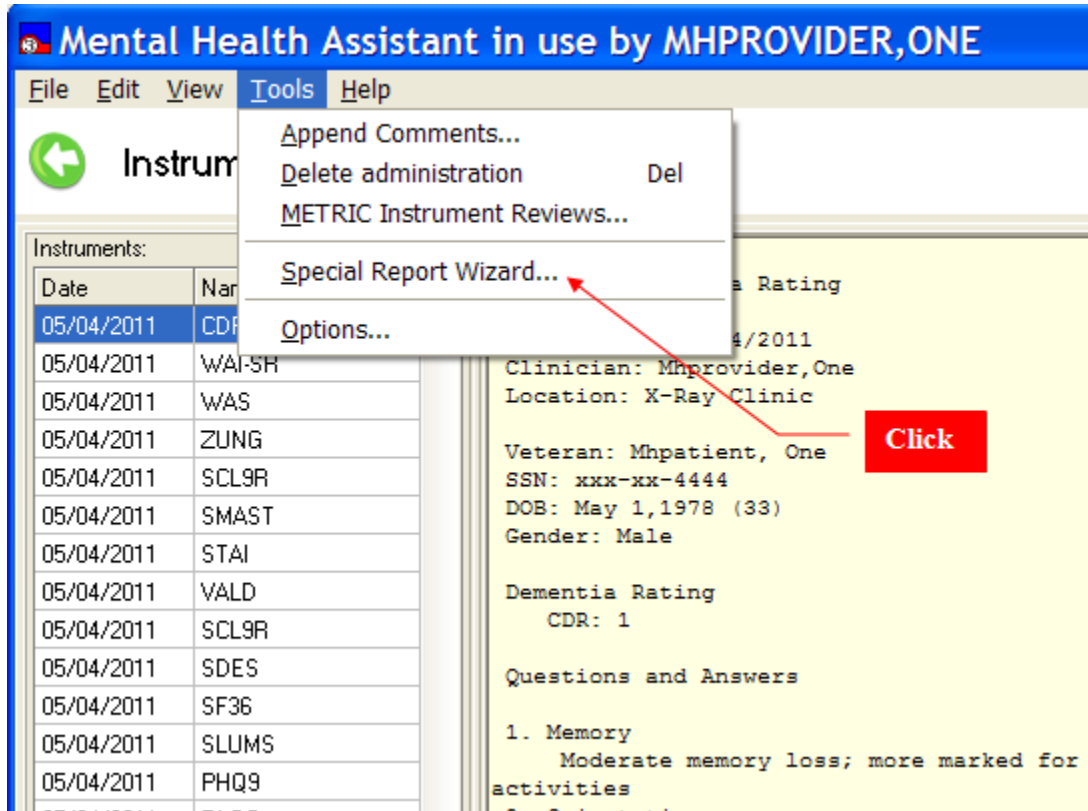 Mental Health Assistant in use by MHPROVIDER,ONE
File Edit View Tools Help
Append Comments...
Delete administration Del
METRIC Instrument Reviews...
Special Report Wizard...
Options...
Instruments:
Date
05/04/2011
05/04/2011 WAI-SR
05/04/2011 WAS
05/04/2011 ZUNG
05/04/2011 SCL9R
05/04/2011 SMAST
05/04/2011 STAI
05/04/2011 VALD
05/04/2011 SCL9R
05/04/2011 SDES
05/04/2011 SF36
05/04/2011 SLUMS
05/04/2011 PHQ9
Rating
4/2011
Clinician: Mhprovider,One
Location: X-Ray Clinic
Veteran: Mhpatient, One
SSN: xxx-xx-4444
DOB: May 1,1978 (33)
Gender: Male
Dementia Rating
CDR: 1
Questions and Answers
1. Memory
Moderate memory loss; more marked for
activities
Click